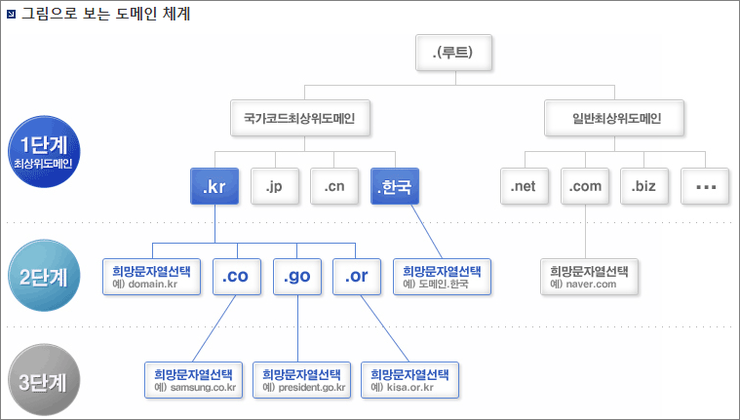 그림으로 보는 도메인 체계
.(루트)
국가코드최상위도메인
일반최상위도메인
1단계
최상위도메인
.kr
.jp
.cn
.한국
.net
.com
.biz
...
2단계
희망문자열선택
예) domain.kr
.co
.go
.or
희망문자열선택
예) 도메인.한국
희망문자열선택
예) naver.com
3단계
희망문자열선택
예) samsung.co.kr
희망문자열선택
예) president.go.kr
희망문자열선택
예) kisa.or.kr